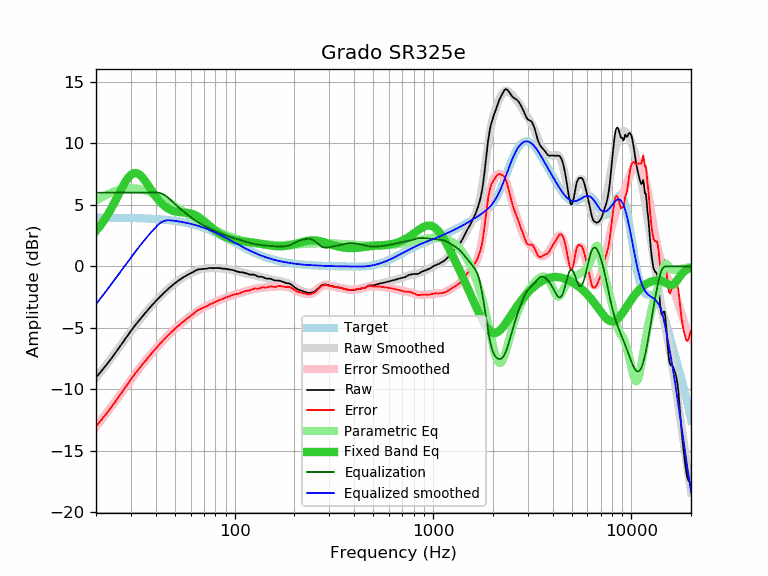 Grado SR325e
15
10
5
0
−5
−10
−15
−20
Amplitude (dBr)
Target
Raw Smoothed
Error Smoothed
Raw
Error
Parametric Eq
Fixed Band Eq
Equalization
Equalized smoothed
100
1000
10000
Frequency (Hz)